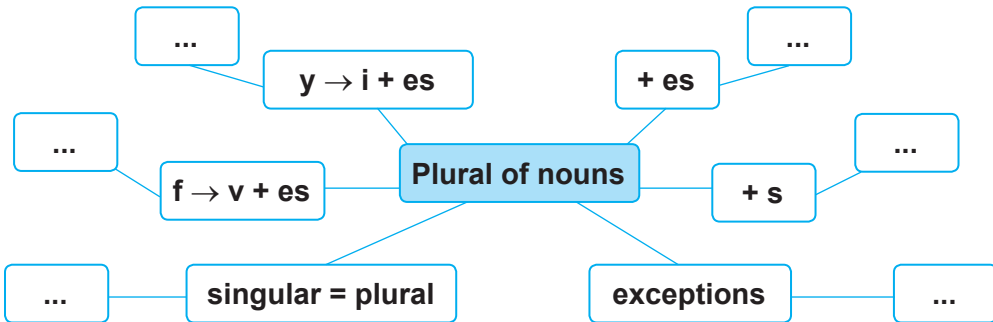 ...
...
y → i + es
+ es
...
Plural of nouns
...
f → v + es
+ s
...
singular = plural
exceptions
...